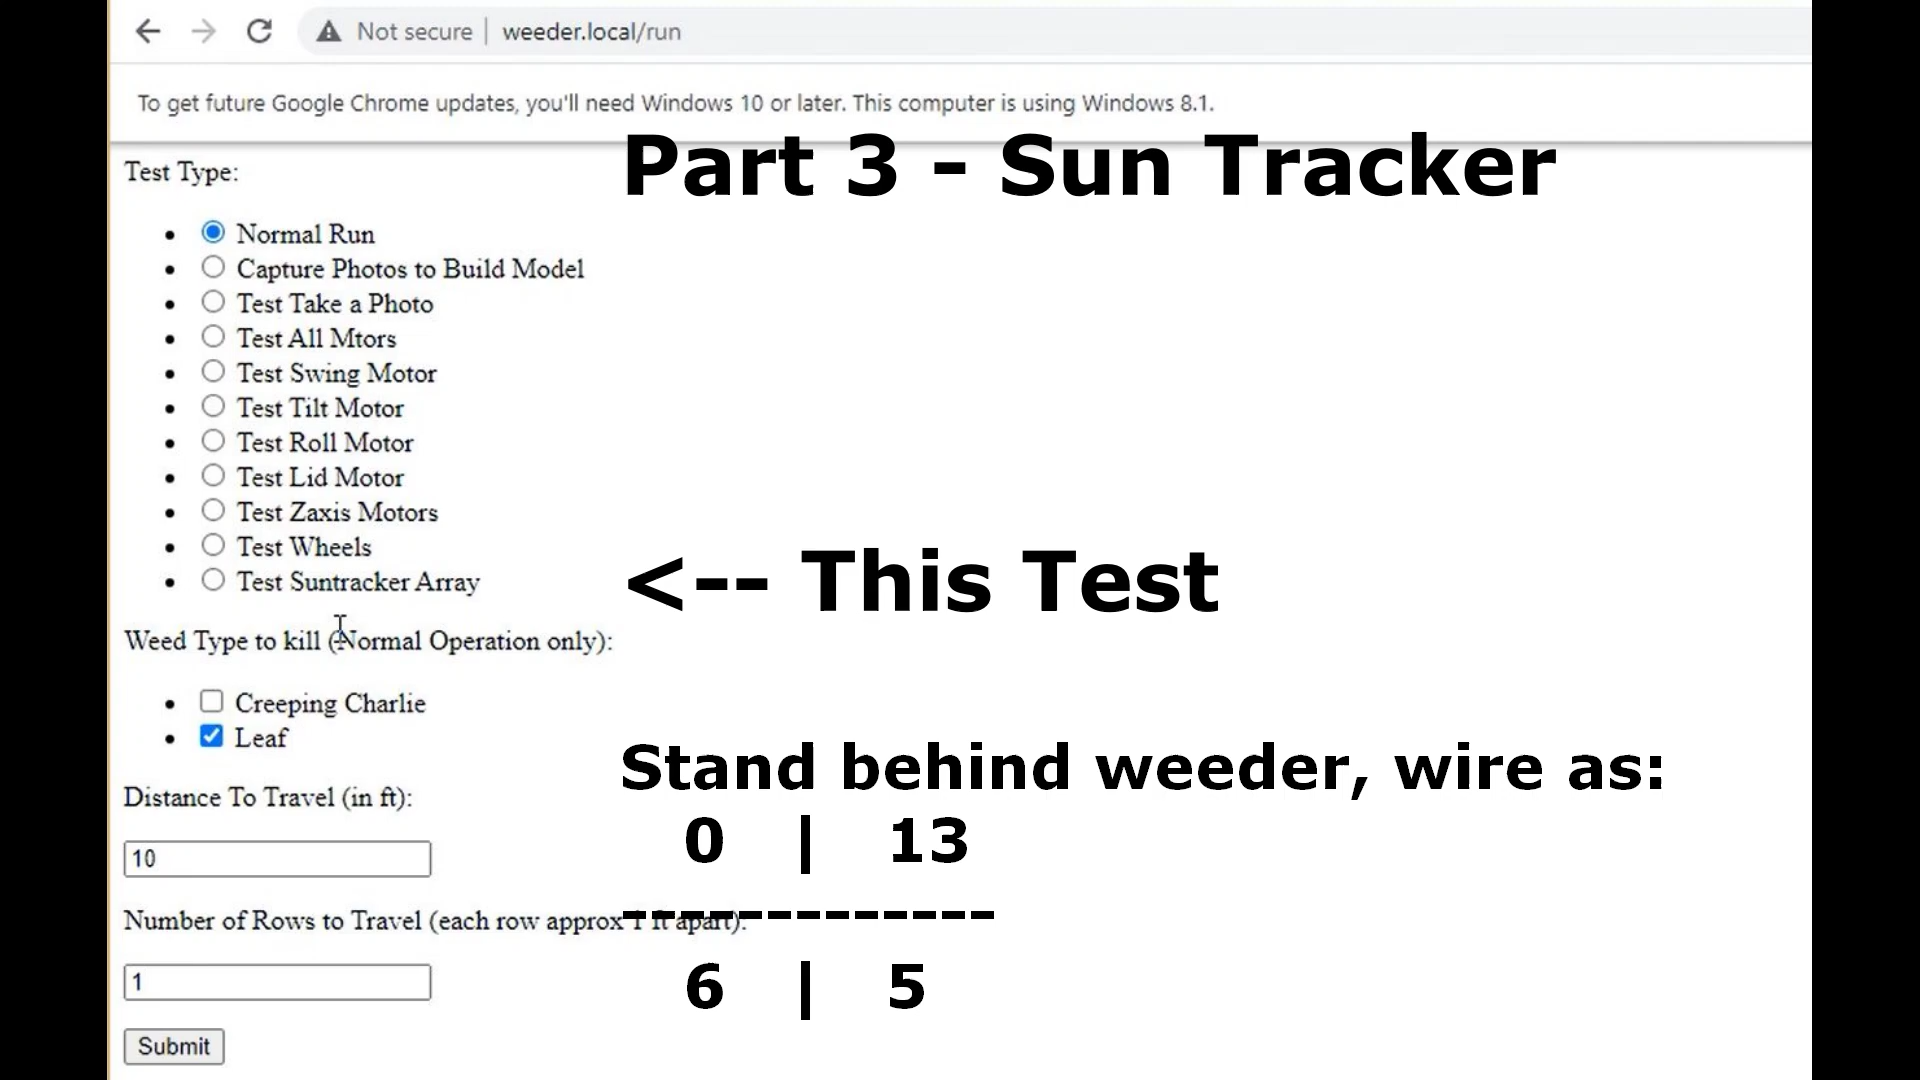 Not secure | weeder.local/run
To get future Google Chrome updates, you'll need Windows 10 or later. This computer is using Windows 8.1.
Part 3 - Sun Tracker
Test Type:
Normal Run
Capture Photos to Build Model
Test Take a Photo
Test All Mtors
Test Swing Motor
Test Tilt Motor
Test Roll Motor
Test Lid Motor
Test Zaxis Motors
Test Wheels
Test Suntracker Array
<-- This Test
Weed Type to kill (Normal Operation only):
Creeping Charlie
Leaf
Stand behind weeder, wire as:
Distance To Travel (in ft):
10
0 | 13
-------------
Number of Rows to Travel (each row approx 1 ft apart):
1
6 | 5
Submit